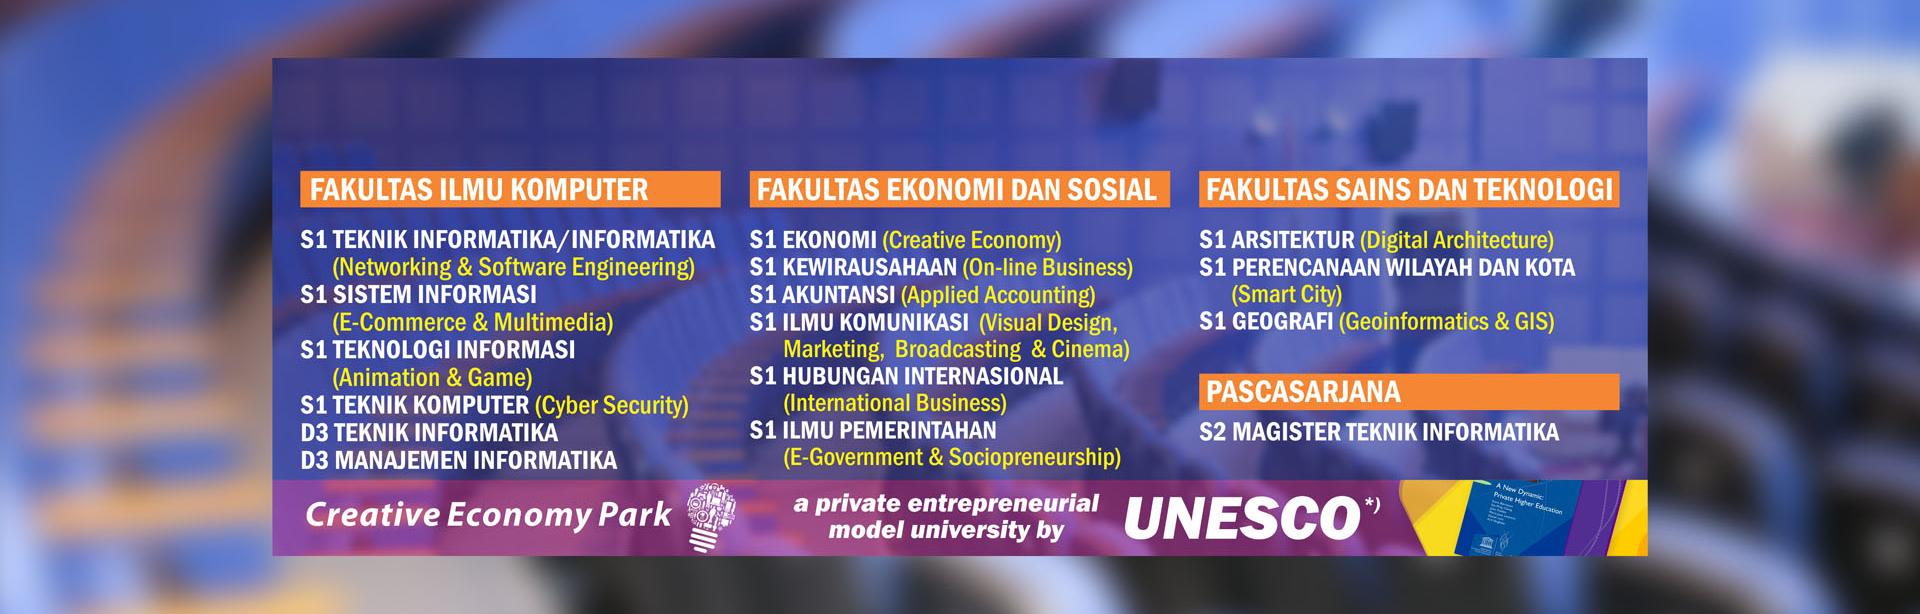 FAKULTAS ILMU KOMPUTER
S1 TEKNIK INFORMATIKA/INFORMATIKA
(Networking & Software Engineering)
S1 SISTEM INFORMASI
(E-Commerce & Multimedia)
S1 TEKNOLOGI INFORMASI
(Animation & Game)
S1 TEKNIK KOMPUTER (Cyber Security)
D3 TEKNIK INFORMATIKA
D3 MANAJEMEN INFORMATIKA
FAKULTAS EKONOMI DAN SOSIAL
S1 EKONOMI (Creative Economy)
S1 KEWIRAUSAHAAN (On-line Business)
S1 AKUNTANSI (Applied Accounting)
S1 ILMU KOMUNIKASI (Visual Design,
Marketing, Broadcasting & Cinema)
S1 HUBUNGAN INTERNASIONAL
(International Business)
S1 ILMU PEMERINTAHAN
(E-Government & Sociopreneurship)
FAKULTAS SAINS DAN TEKNOLOGI
S1 ARSITEKTUR (Digital Architecture)
S1 PERENCANAAN WILAYAH DAN KOTA
(Smart City)
S1 GEOGRAFI (Geoinformatics & GIS)
PASCASARJANA
S2 MAGISTER TEKNIK INFORMATIKA
Creative Economy Park
a private entrepreneurial
model university by
UNESCO *)
A New Dynamic:
Private Higher Education